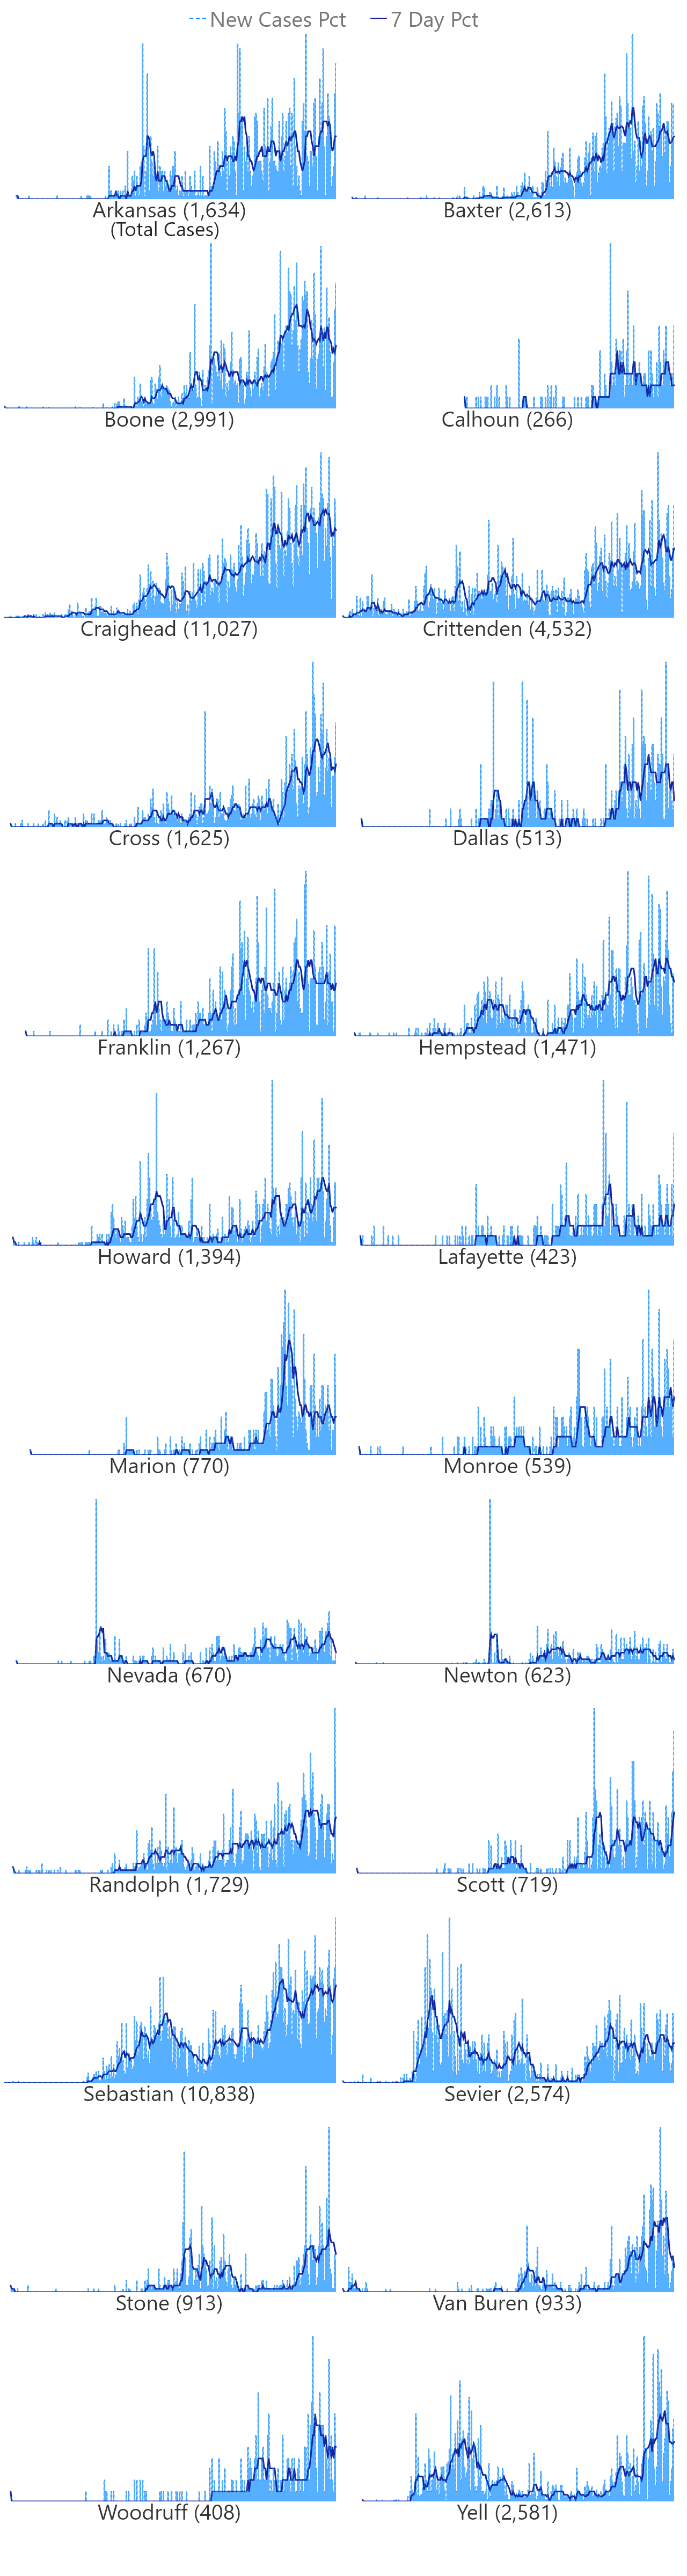 New Cases Pct 7 Day Pct
Arkansas (1,634) Baxter (2,613)
(Total Cases)
Boone (2,991) Calhoun (266)
Craighead (11,027) Crittenden (4,532)
Cross (1,625) Dallas (513)
Franklin (1,267) Hempstead (1,471)
Howard (1,394) Lafayette (423)
Marion (770) Monroe (539)
Nevada (670) Newton (623)
Randolph (1,729) Scott (719)
Sebastian (10,838) Sevier (2,574)
Stone (913) Van Buren (933)
Woodruff (408) Yell (2,581)